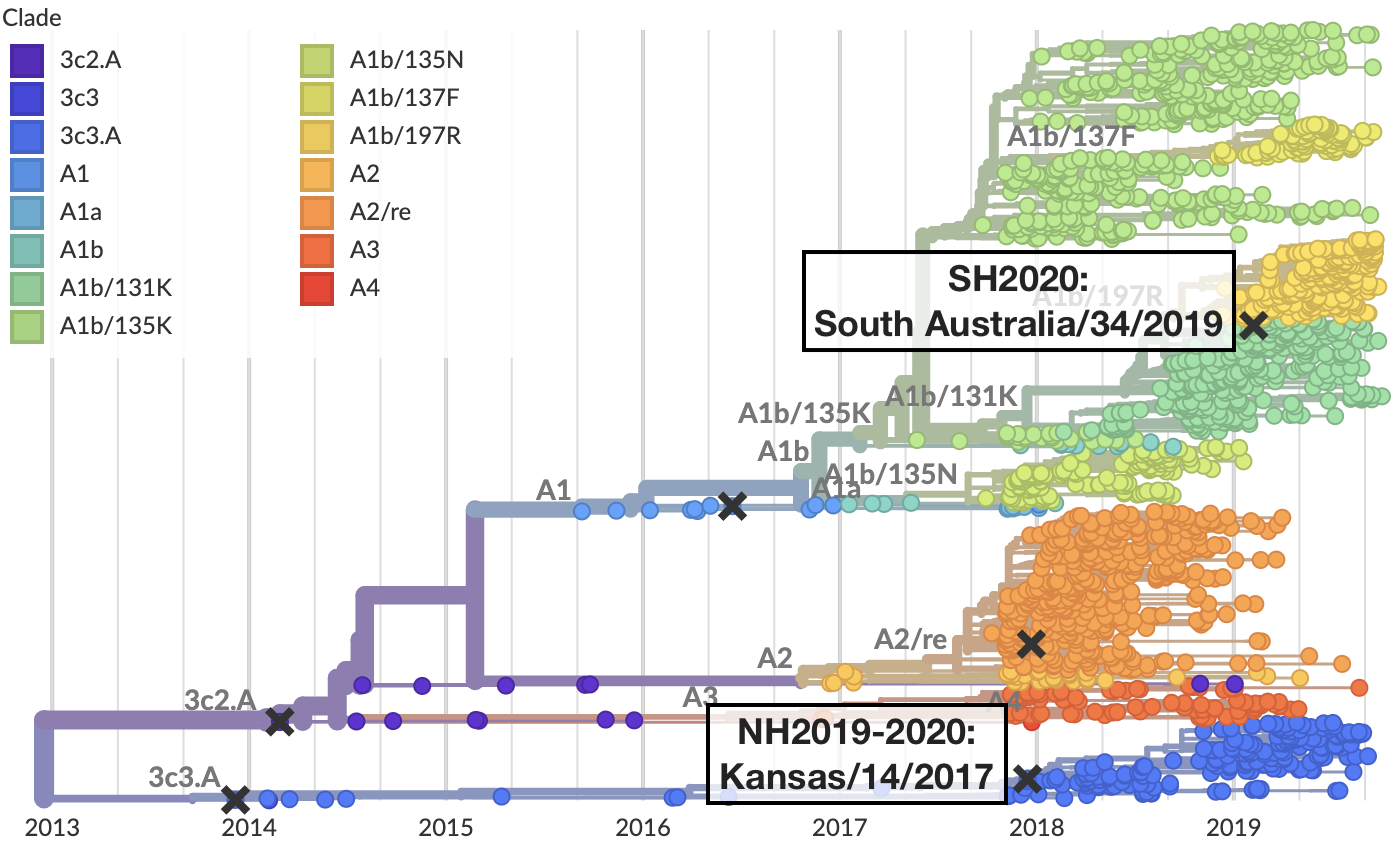 Clade
3c2.A
3c3
3c3.A
A1
A1a
A1b
A1b/131K
A1b/135K
A1b/135N
A1b/137F
A1b/197R
A2
A2/re
A3
A4
A1b/137F
SH2020:
A1b/197R
South Australia/34/2019
A1b/131K
A1b/135K
A1b
A1b/135N
A1a
A1
A2/re
A2
3c2.A
A3
A4
NH2019-2020:
Kansas/14/2017
3c3.A
2013 2014 2015 2016 2017 2018 2019